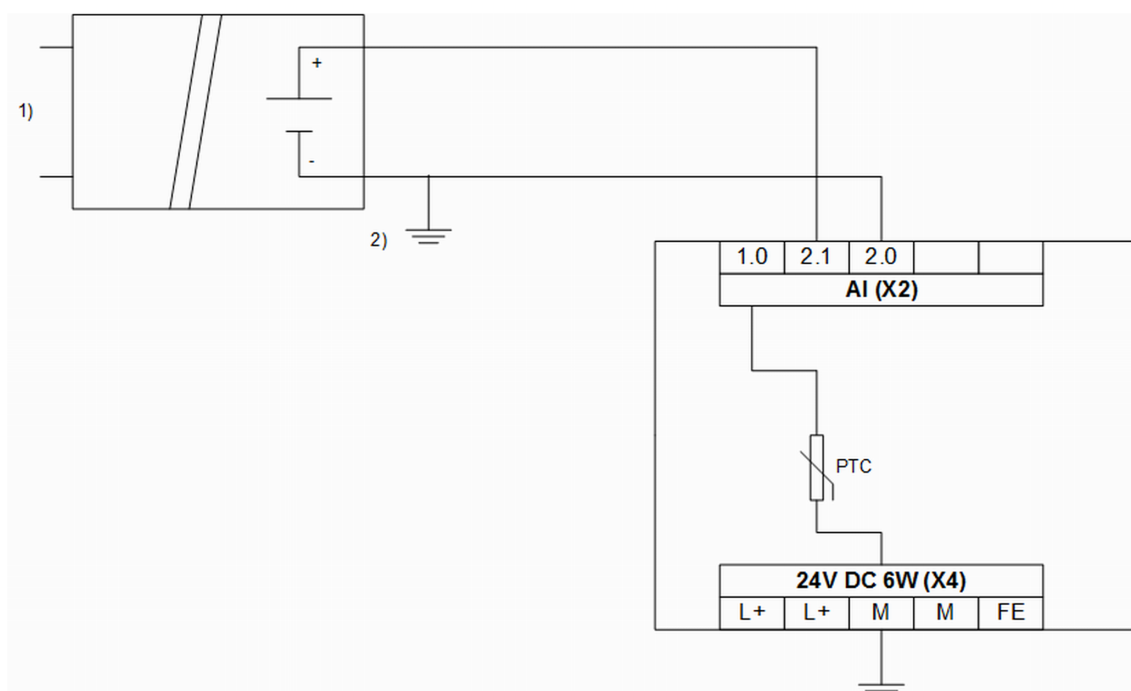 +
1)
-
2)
1.0 2.1 2.0
AI (X2)
PTC
24V DC 6W (X4)
L+ L+ M M FE